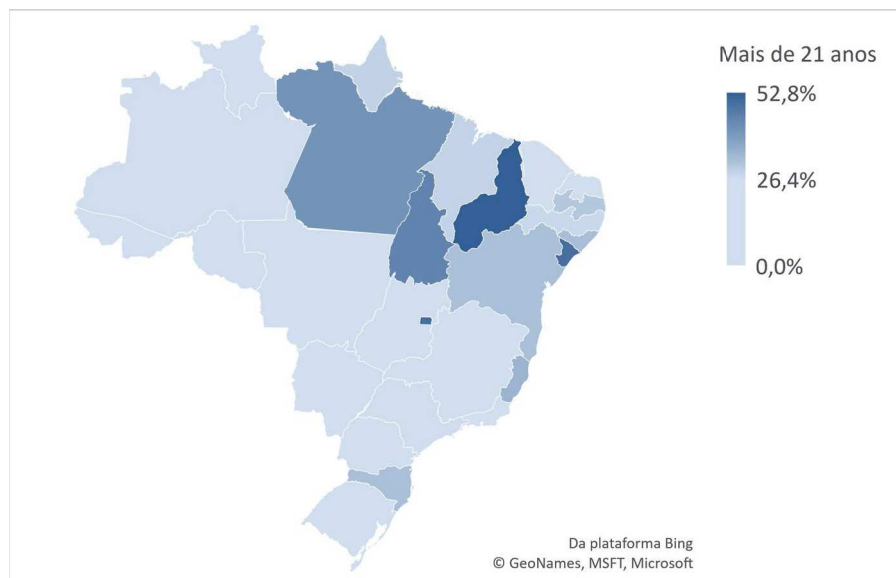 Mais de 21 anos
52,8%
26,4%
0,0%
Da plataforma Bing
© GeoNames, MSFT, Microsoft